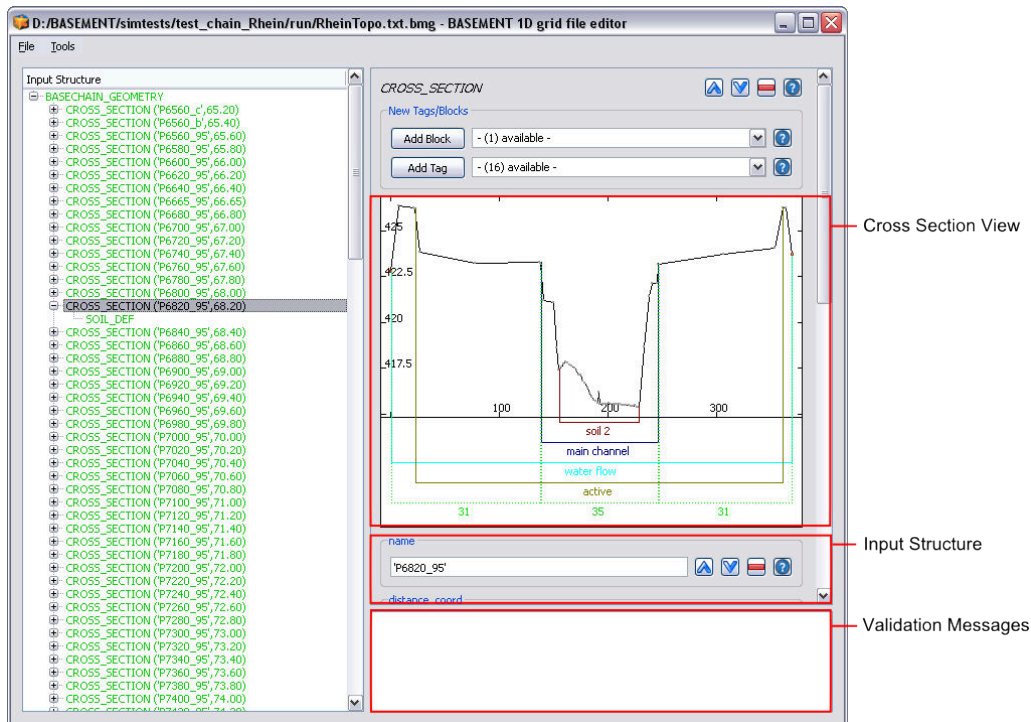 D:/BASEMENT/simtests/test_chain_Rhein/run/RheinTopo.txt.bmg - BASEMENT 1D grid file editor
File Tools
Input Structure
BASECHAIN_GEOMETRY
CROSS_SECTION ('P6560_c',65.20)
CROSS_SECTION ('P6560_b',65.40)
CROSS_SECTION ('P6560_95',65.60)
CROSS_SECTION ('P6580_95',65.80)
CROSS_SECTION ('P6600_95',66.00)
CROSS_SECTION ('P6620_95',66.20)
CROSS_SECTION ('P6640_95',66.40)
CROSS_SECTION ('P6665_95',66.65)
CROSS_SECTION ('P6680_95',66.80)
CROSS_SECTION ('P6700_95',67.00)
CROSS_SECTION ('P6720_95',67.20)
CROSS_SECTION ('P6740_95',67.40)
CROSS_SECTION ('P6760_95',67.60)
CROSS_SECTION ('P6780_95',67.80)
CROSS_SECTION ('P6800_95',68.00)
CROSS_SECTION ('P6820_95',68.20)
SOIL_DEF
CROSS_SECTION ('P6840_95',68.40)
CROSS_SECTION ('P6860_95',68.60)
CROSS_SECTION ('P6880_95',68.80)
CROSS_SECTION ('P6900_95',69.00)
CROSS_SECTION ('P6920_95',69.20)
CROSS_SECTION ('P6940_95',69.40)
CROSS_SECTION ('P6960_95',69.60)
CROSS_SECTION ('P6980_95',69.80)
CROSS_SECTION ('P7000_95',70.00)
CROSS_SECTION ('P7020_95',70.20)
CROSS_SECTION ('P7040_95',70.40)
CROSS_SECTION ('P7060_95',70.60)
CROSS_SECTION ('P7080_95',70.80)
CROSS_SECTION ('P7100_95',71.00)
CROSS_SECTION ('P7120_95',71.20)
CROSS_SECTION ('P7140_95',71.40)
CROSS_SECTION ('P7160_95',71.60)
CROSS_SECTION ('P7180_95',71.80)
CROSS_SECTION ('P7200_95',72.00)
CROSS_SECTION ('P7220_95',72.20)
CROSS_SECTION ('P7240_95',72.40)
CROSS_SECTION ('P7260_95',72.60)
CROSS_SECTION ('P7280_95',72.80)
CROSS_SECTION ('P7300_95',73.00)
CROSS_SECTION ('P7320_95',73.20)
CROSS_SECTION ('P7340_95',73.40)
CROSS_SECTION ('P7360_95',73.60)
CROSS_SECTION ('P7380_95',73.80)
CROSS_SECTION ('P7400_95',74.00)
CROSS_SECTION
New Tags/Blocks
Add Block - (1) available -
Add Tag - (16) available -
425
422.5
420
417.5
100 200 300
soil 2
main channel
water flow
active
31 35 31
name
'P6820_95'
distance_coord
Cross Section View
Input Structure
Validation Messages